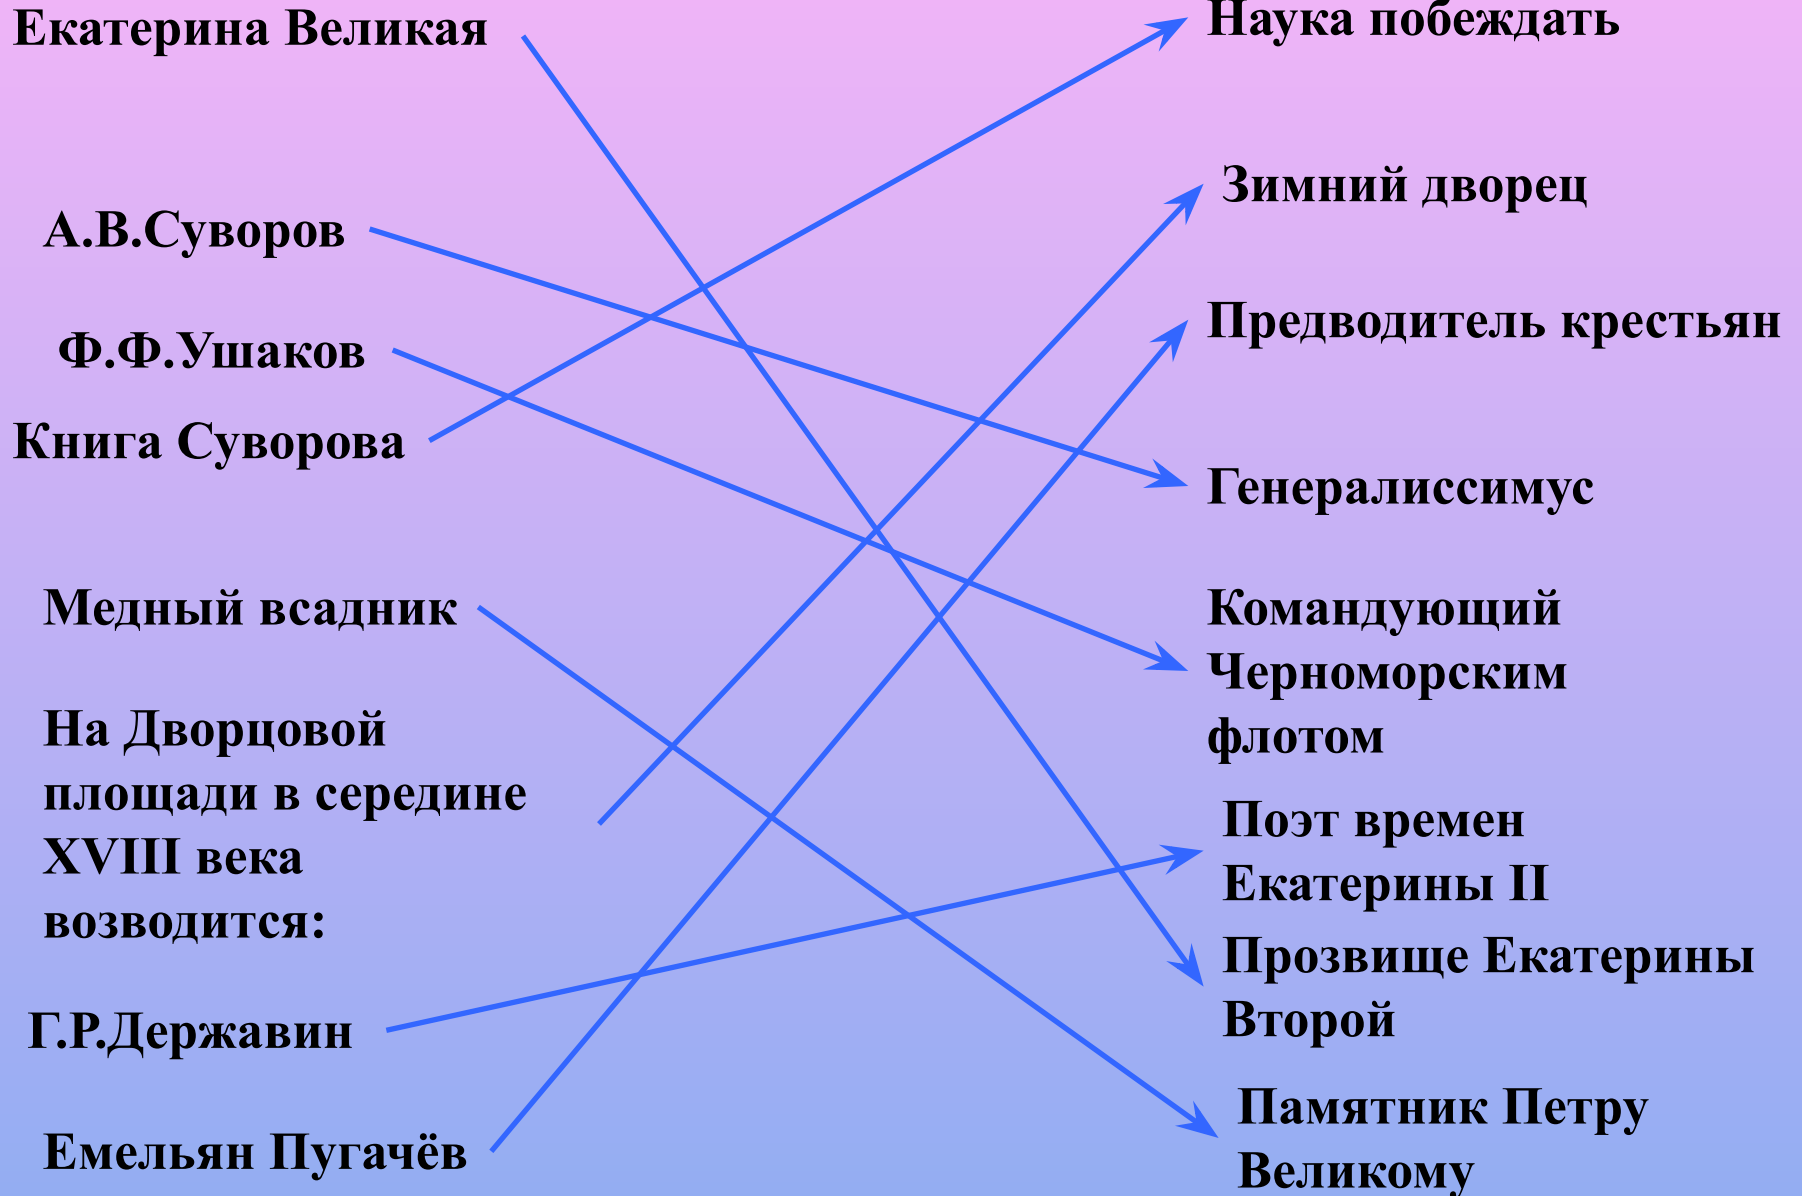 Екатерина Великая
А.В.Суворов
Ф.Ф.Ушаков
Книга Суворова
Медный всадник
На Дворцовой
площади в середине
XVIII века
возводится:
Г.Р.Державин
Емельян Пугачёв
Наука побеждать
Зимний дворец
Предводитель крестьян
Генералиссимус
Командующий
Черноморским
флотом
Поэт времен
Екатерины II
Прозвище Екатерины
Второй
Памятник Петру
Великому